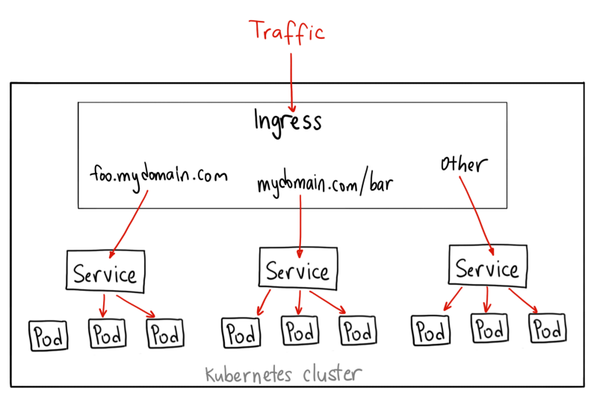 Traffic
Ingress
foo.mydomain.com
mydomain.com/bar
Other
Service
Service
Service
Pod
Pod
Pod
Pod
Pod
Pod
Pod
Pod
Pod
Kubernetes cluster